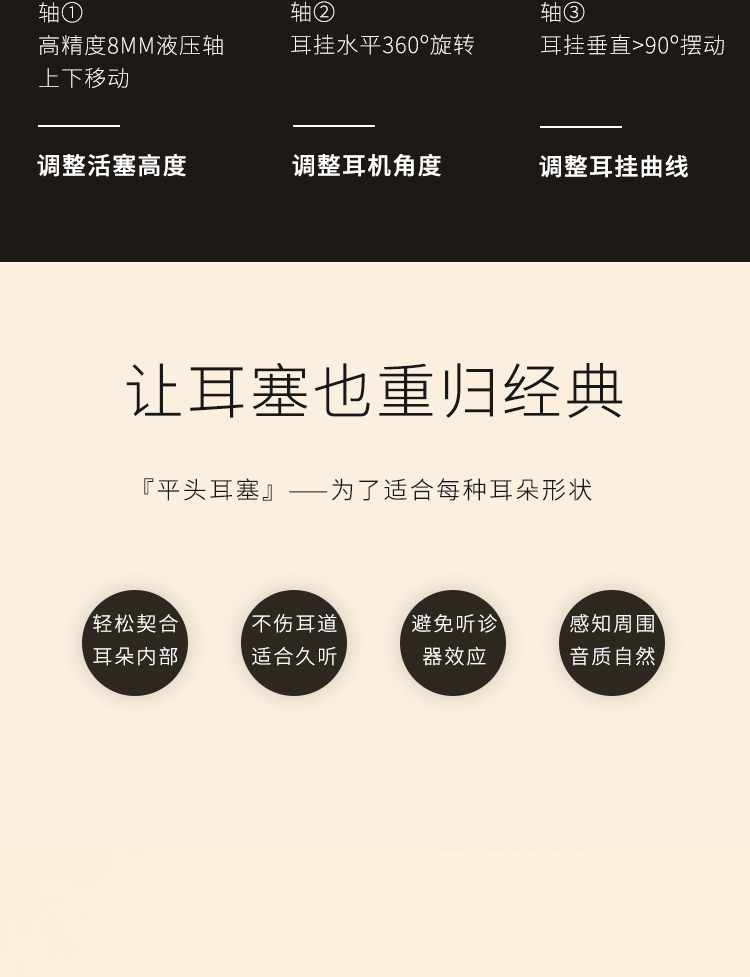 轴①
高精度8MM液压轴
上下移动
调整活塞高度
轴②
耳挂水平360°旋转
调整耳机角度
轴③
耳挂垂直>90°摆动
调整耳挂曲线
让耳塞也重归经典
『平头耳塞』——为了适合每种耳朵形状
轻松契合
耳朵内部
不伤耳道
适合久听
避免听诊
器效应
感知周围
音质自然